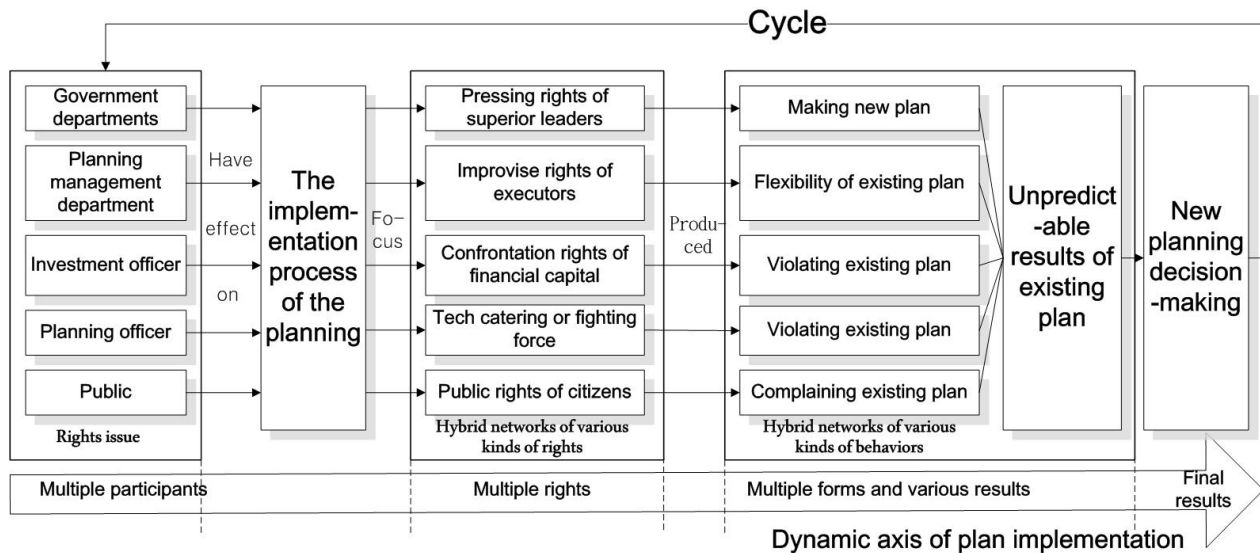 Cycle
Government
departments
Planning
management
department
Investment officer
Planning officer
Public
Rights issue
Have
effect
on
The
implem-
entation
process
of the
planning
Fo-
cus
Pressing rights of
superior leaders
Improvise rights of
executors
Confrontation rights of
financial capital
Tech catering or fighting
force
Public rights of citizens
Hybrid networks of various
kinds of rights
Produ-
ced
Making new plan
Flexibility of existing plan
Violating existing plan
Violating existing plan
Complaining existing plan
Hybrid networks of various
kinds of behaviors
Unpredict
-able
results of
existing
plan
New
planning
decision
-making
Multiple participants
Multiple rights
Multiple forms and various results
Final
results
Dynamic axis of plan implementation